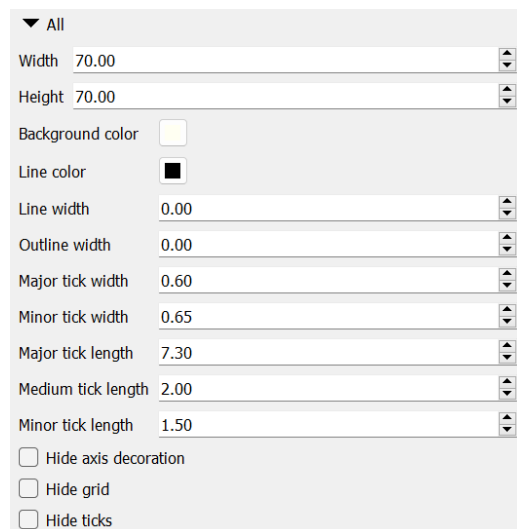 All
Width 70.00
Height 70.00
Background color
Line color
Line width 0.00
Outline width 0.00
Major tick width 0.60
Minor tick width 0.65
Major tick length 7.30
Medium tick length 2.00
Minor tick length 1.50
Hide axis decoration
Hide grid
Hide ticks